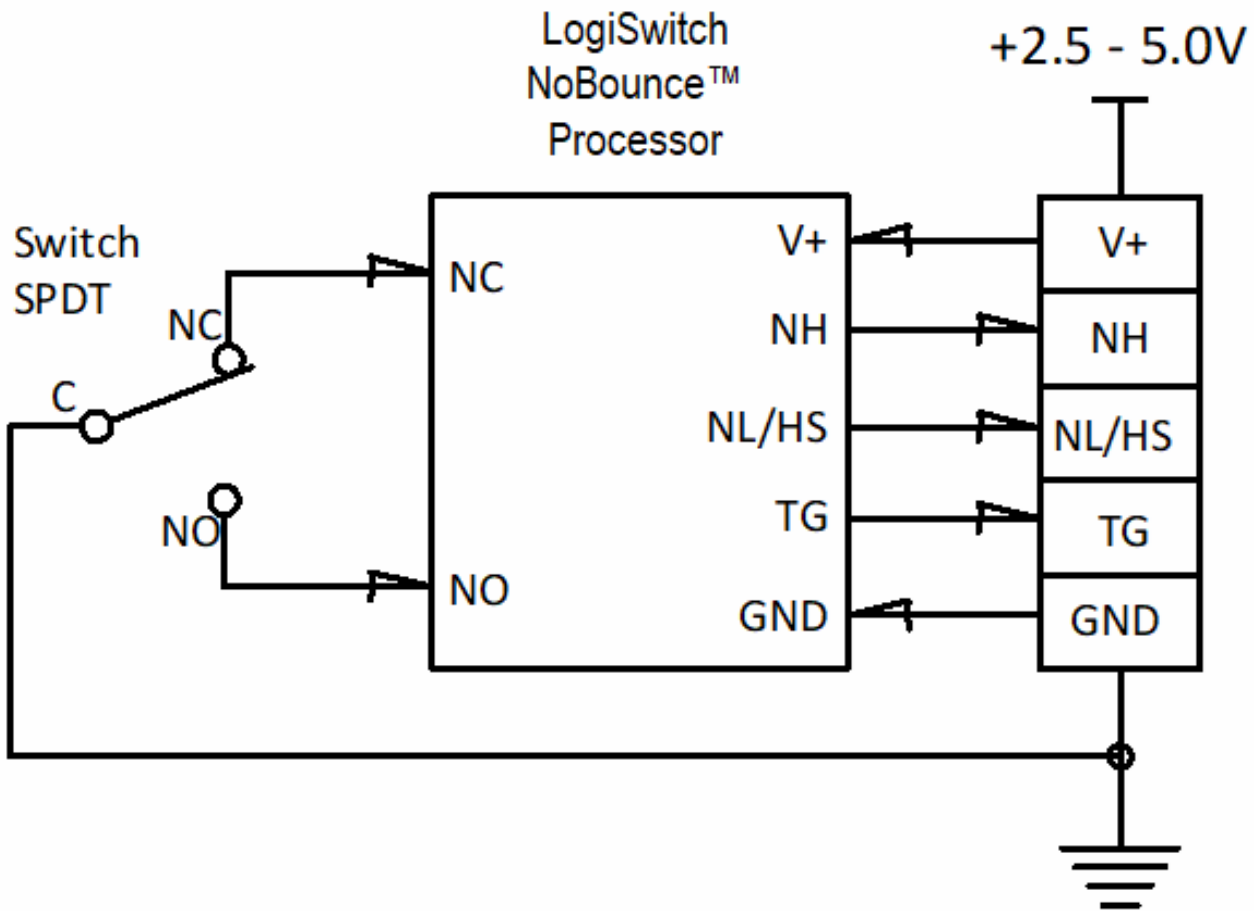 LogiSwitch
NoBounce™
Processor
+2.5 - 5.0V
Switch
SPDT
NC
C
NO
NC
NO
V+
NH
NL/HS
TG
GND
V+
NH
NL/HS
TG
GND